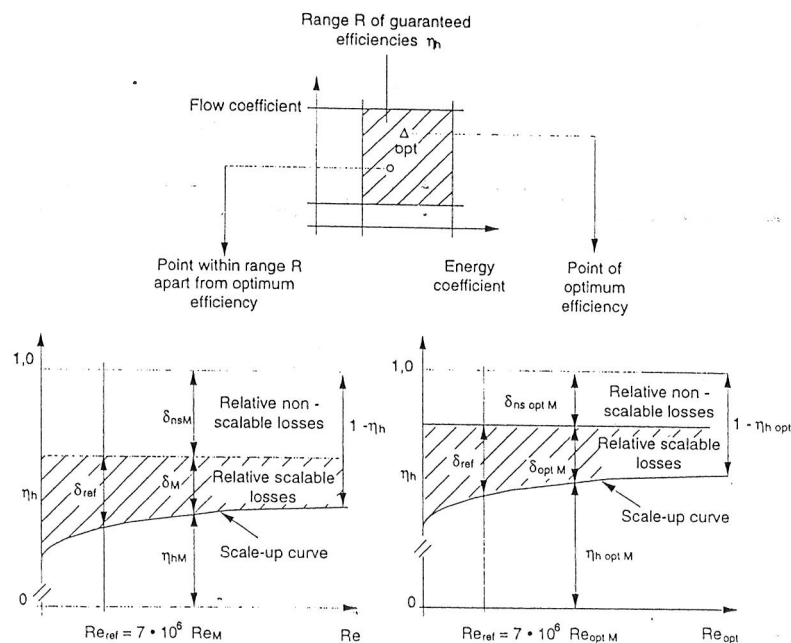 Range R of guaranteed
efficiencies ηh
Flow coefficient
Δ
opt
Point within range R
apart from optimum
efficiency
Energy
coefficient
Point of
optimum
efficiency
1,0
δnsM
Relative non -
scalable losses
1 - ηh
ηh
δref
δM
Relative scalable
losses
Scale-up curve
ηhM
0
Reref = 7 • 10⁶ ReM
Re
1,0
δns opt M
Relative non -
scalable losses
1 - ηh opt
ηh
δref
δopt M
Relative scalable
losses
Scale-up curve
ηh opt M
0
Reref = 7 • 10⁶ Reopt M
Reopt